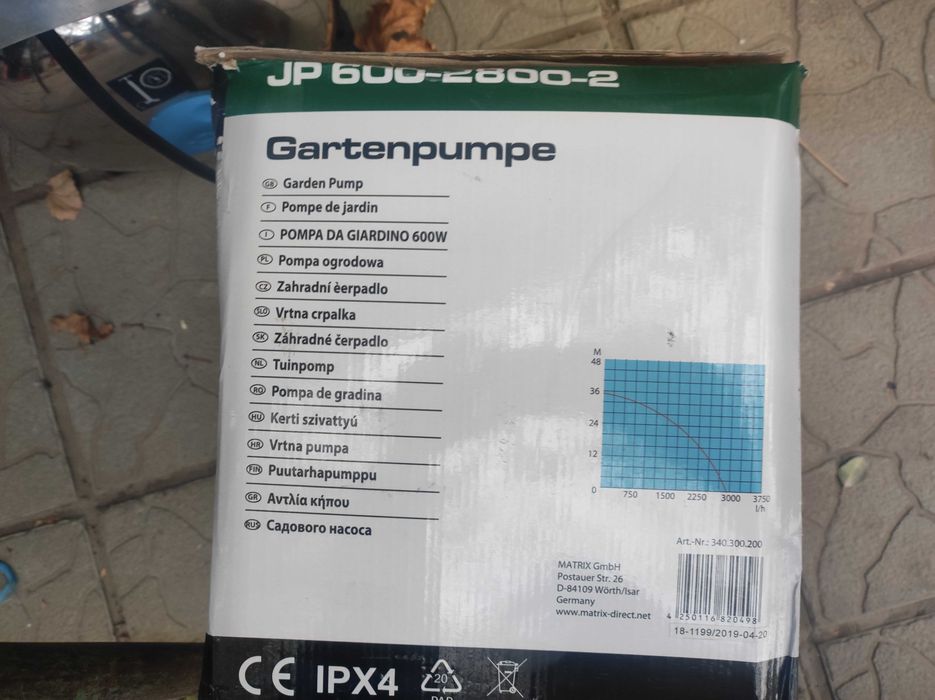 JP 600-2800-2
Gartenpumpe
GB Garden Pump
F Pompe de jardin
I POMPA DA GIARDINO 600W
PL Pompa ogrodowa
CZ Zahradní èerpadlo
SLO Vrtna crpalka
SK Záhradné čerpadlo
NL Tuinpomp
RO Pompa de gradina
HU Kerti szivattyú
HR Vrtna pumpa
FIN Puutarhapumppu
GR Αντλία κήπου
RUS Садового насоса
M
48
36
24
12
0
750 1500 2250 3000 3750
l/h
Art.-Nr.: 340.300.200
MATRIX GmbH
Postauer Str. 26
D-84109 Wörth/Isar
Germany
www.matrix-direct.net
4 250116 820498
18-1199/2019-04-20
CE IPX4 20
PAP